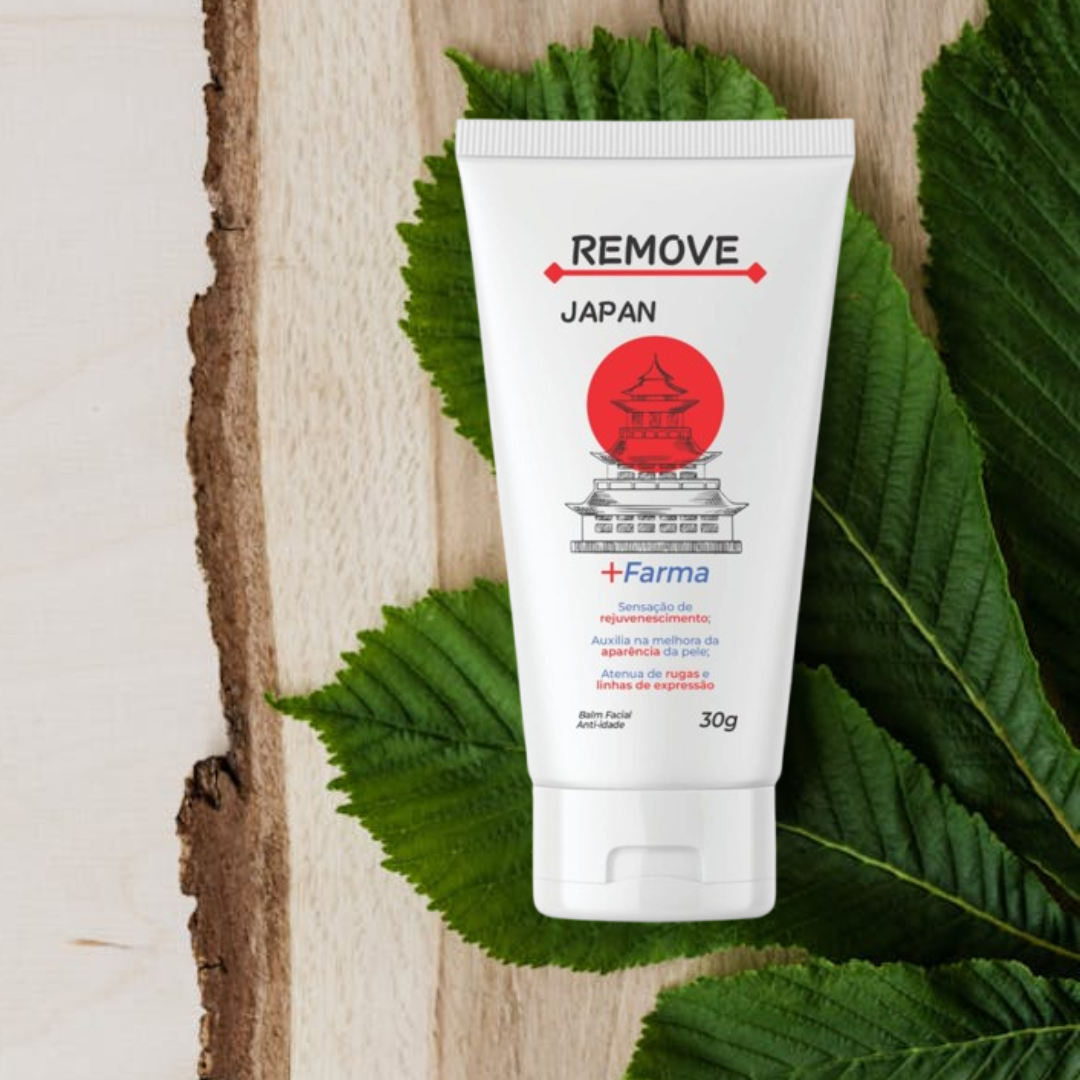 REMOVE
JAPAN
+Farma
Sensação de
rejuvenescimento;
Auxilia na melhora da
aparência da pele;
Atenua de rugas e
linhas de expressão
Balm Facial
Anti-idade
30g